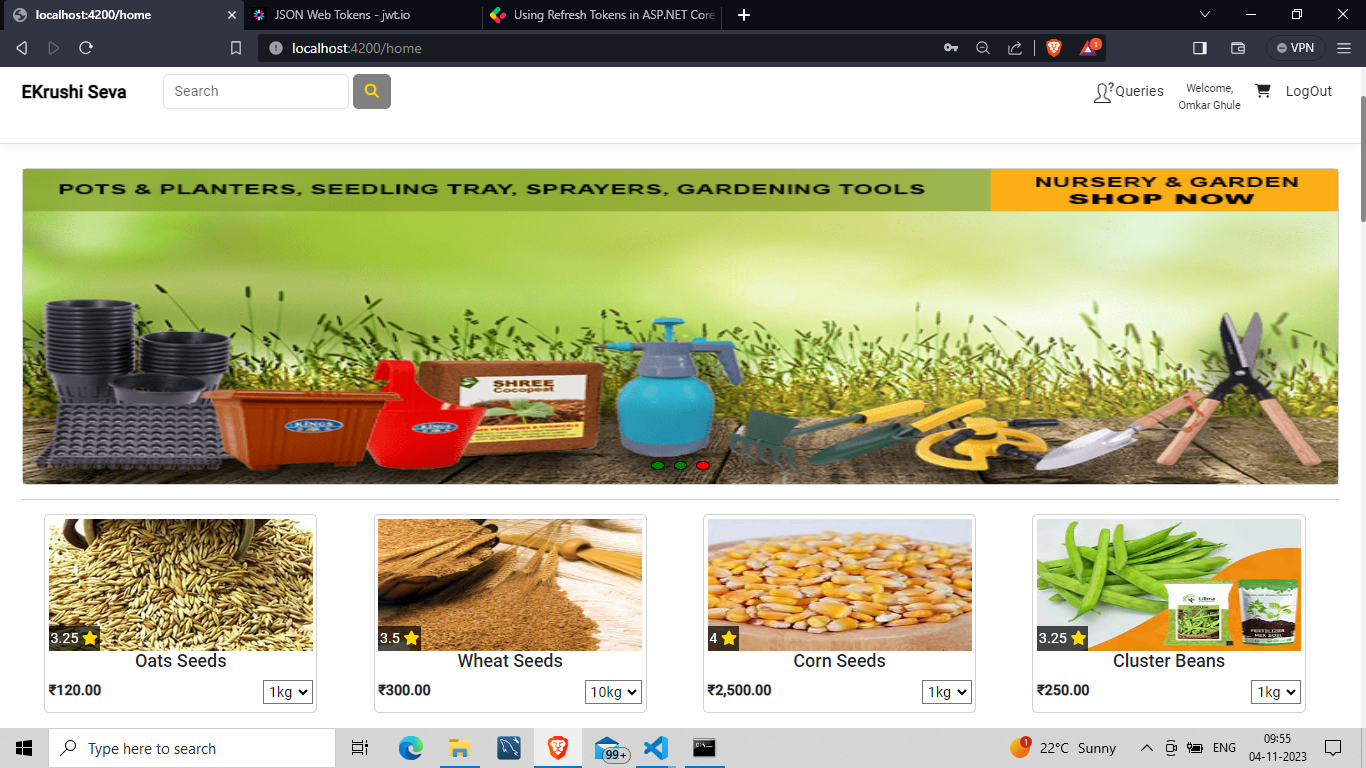 localhost:4200/home
JSON Web Tokens - jwt.io
Using Refresh Tokens in ASP.NET Core
localhost:4200/home
1
VPN
EKrushi Seva
Search
?
Queries
Welcome,
Omkar Ghule
LogOut
POTS & PLANTERS, SEEDLING TRAY, SPRAYERS, GARDENING TOOLS
NURSERY & GARDEN
SHOP NOW
SHREE
Cocopeat
KINGS
KINGS
3.25
Oats Seeds
₹120.00
1kg
3.5
Wheat Seeds
₹300.00
10kg
4
Corn Seeds
₹2,500.00
1kg
3.25
Cluster Beans
₹250.00
1kg
Type here to search
99+
1
22°C Sunny
ENG
09:55
04-11-2023